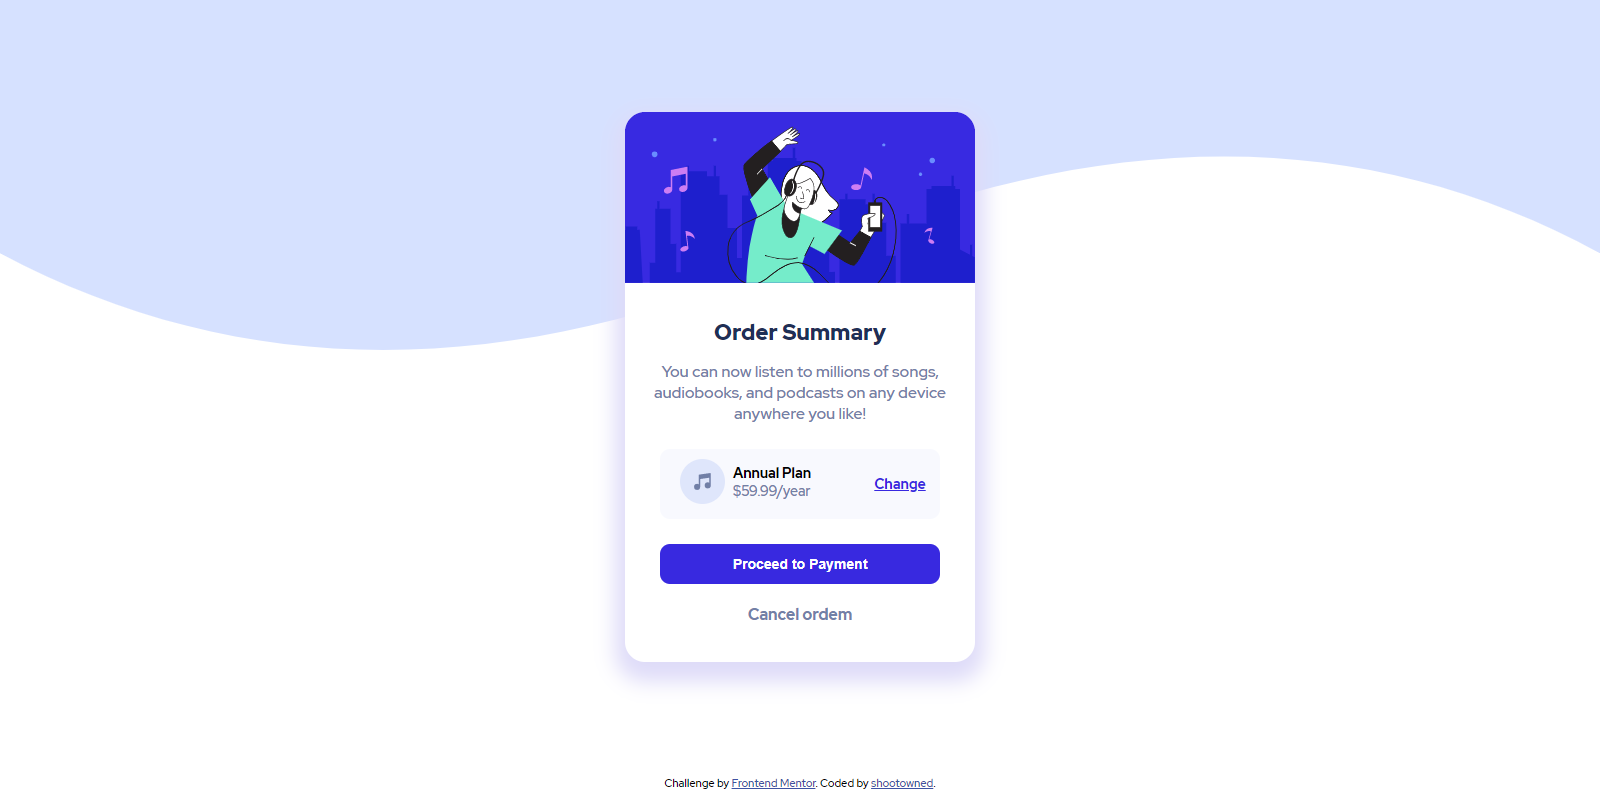 Order Summary
You can now listen to millions of songs,
audiobooks, and podcasts on any device
anywhere you like!
Annual Plan
$59.99/year
Change
Proceed to Payment
Cancel ordem
Challenge by Frontend Mentor. Coded by shootowned.